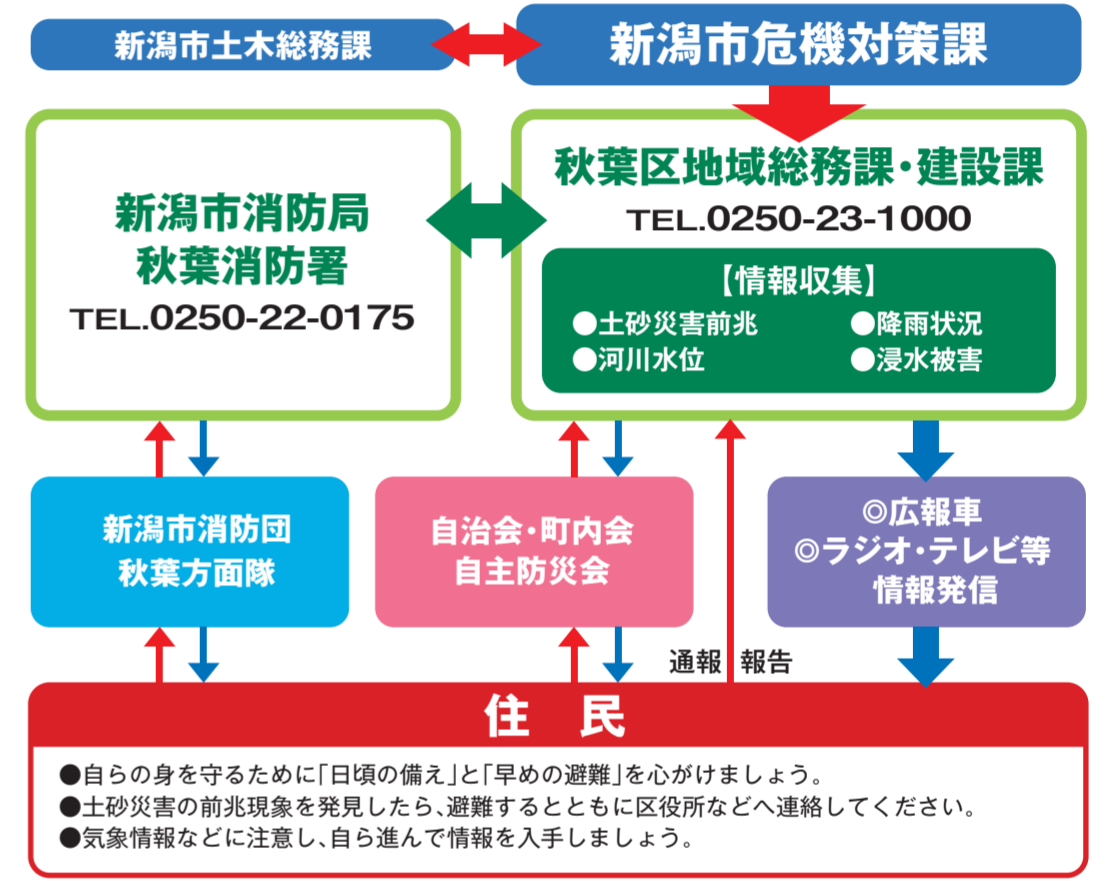 新潟市土木総務課
新潟市危機対策課
新潟市消防局
秋葉消防署
TEL.0250-22-0175
秋葉区地域総務課・建設課
TEL.0250-23-1000
【情報収集】
●土砂災害前兆
●降雨状況
●河川水位
●浸水被害
新潟市消防団
秋葉方面隊
自治会・町内会
自主防災会
◎広報車
◎ラジオ・テレビ等
情報発信
通報
報告
住 民
●自らの身を守るために「日頃の備え」と「早めの避難」を心がけましょう。
●土砂災害の前兆現象を発見したら、避難するとともに区役所などへ連絡してください。
●気象情報などに注意し、自ら進んで情報を入手しましょう。